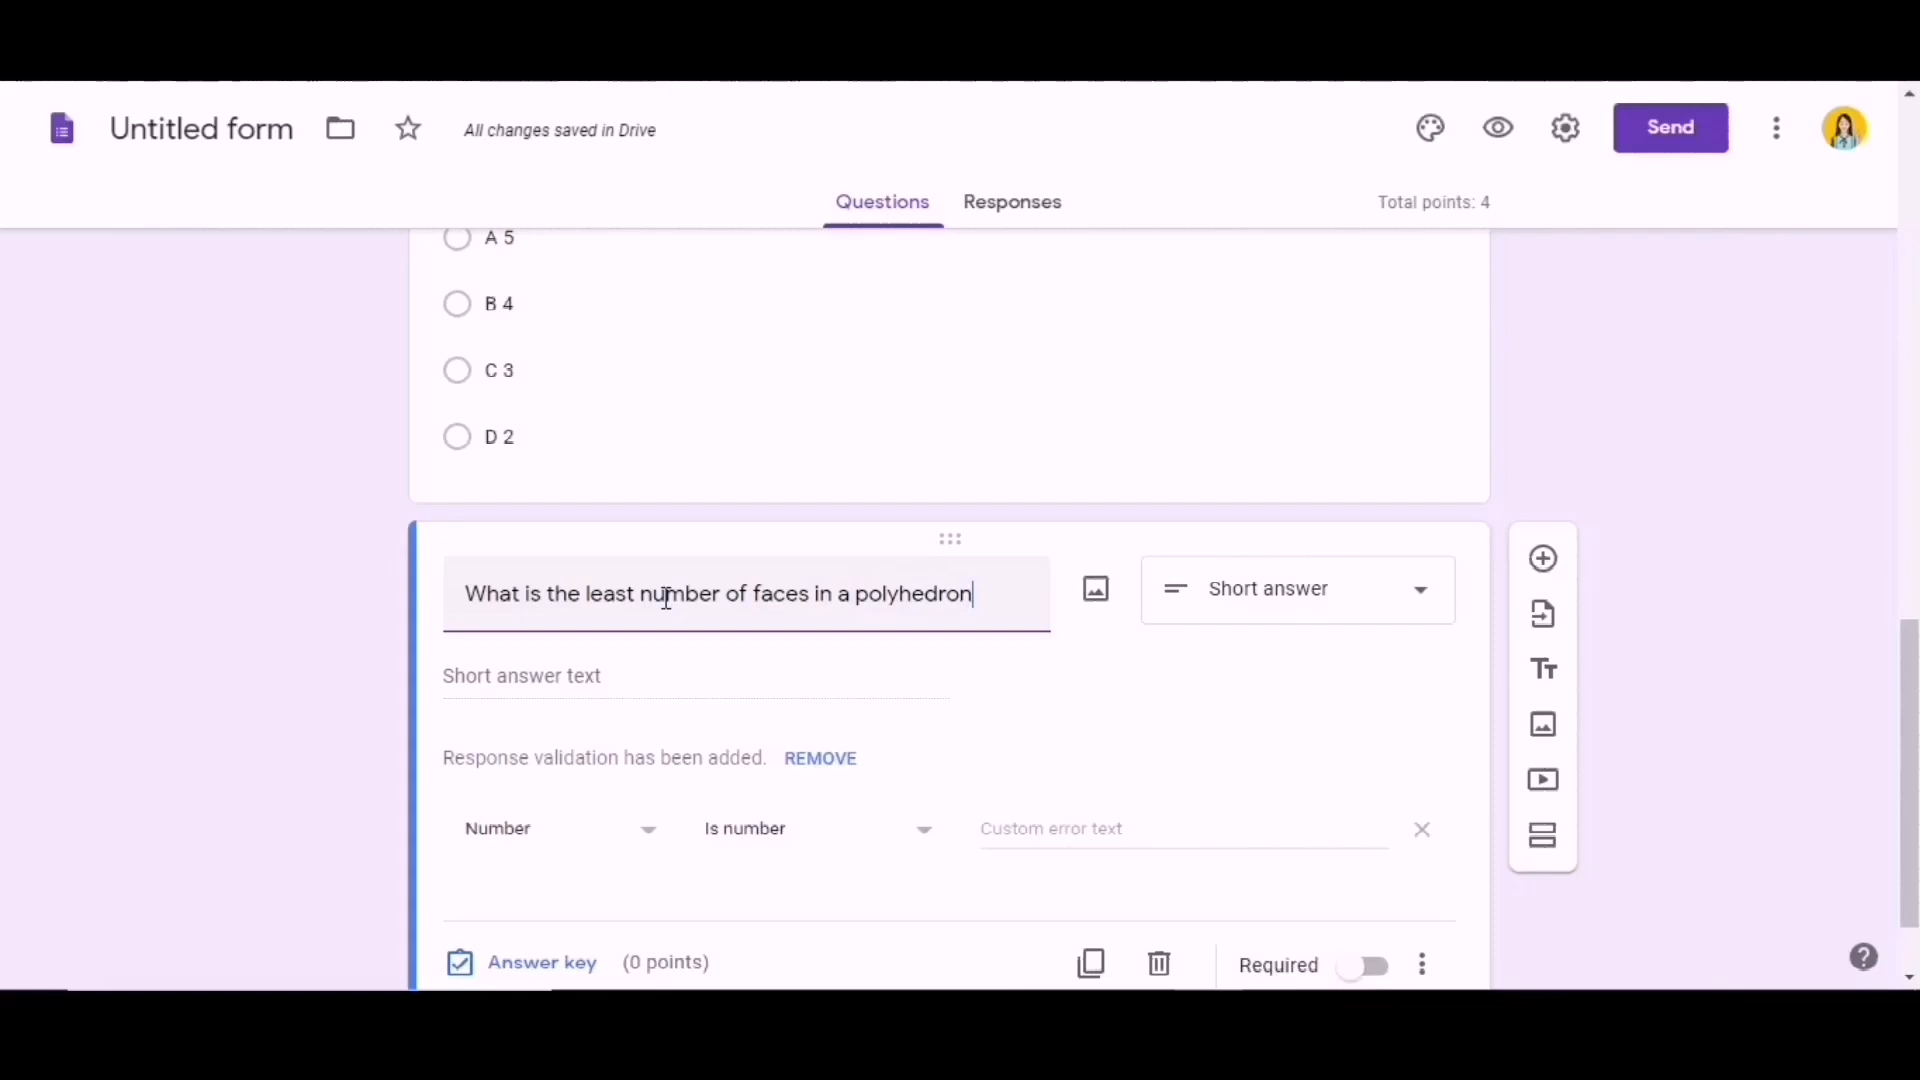 Untitled form
All changes saved in Drive
Send
Questions
Responses
Total points: 4
A 5
B 4
C 3
D 2
What is the least number of faces in a polyhedron
Short answer
Short answer text
Response validation has been added. REMOVE
Number
Is number
Custom error text
Answer key
(0 points)
Required